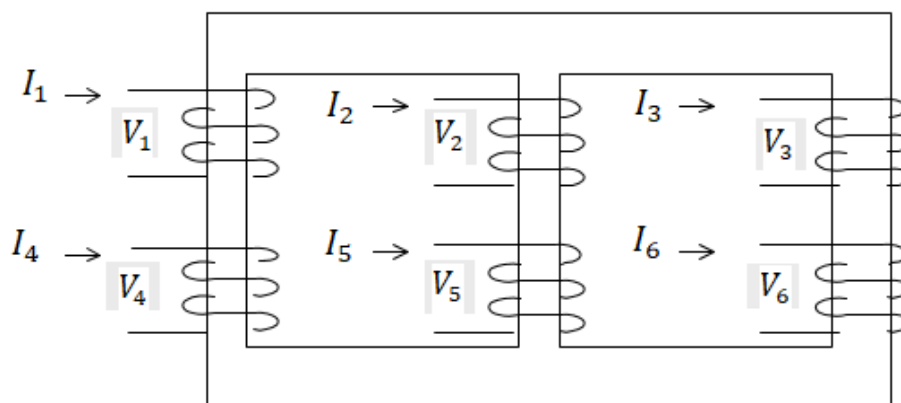 I₁ I₂ I₃
V₁ V₂ V₃
I₄ I₅ I₆
V₄ V₅ V₆